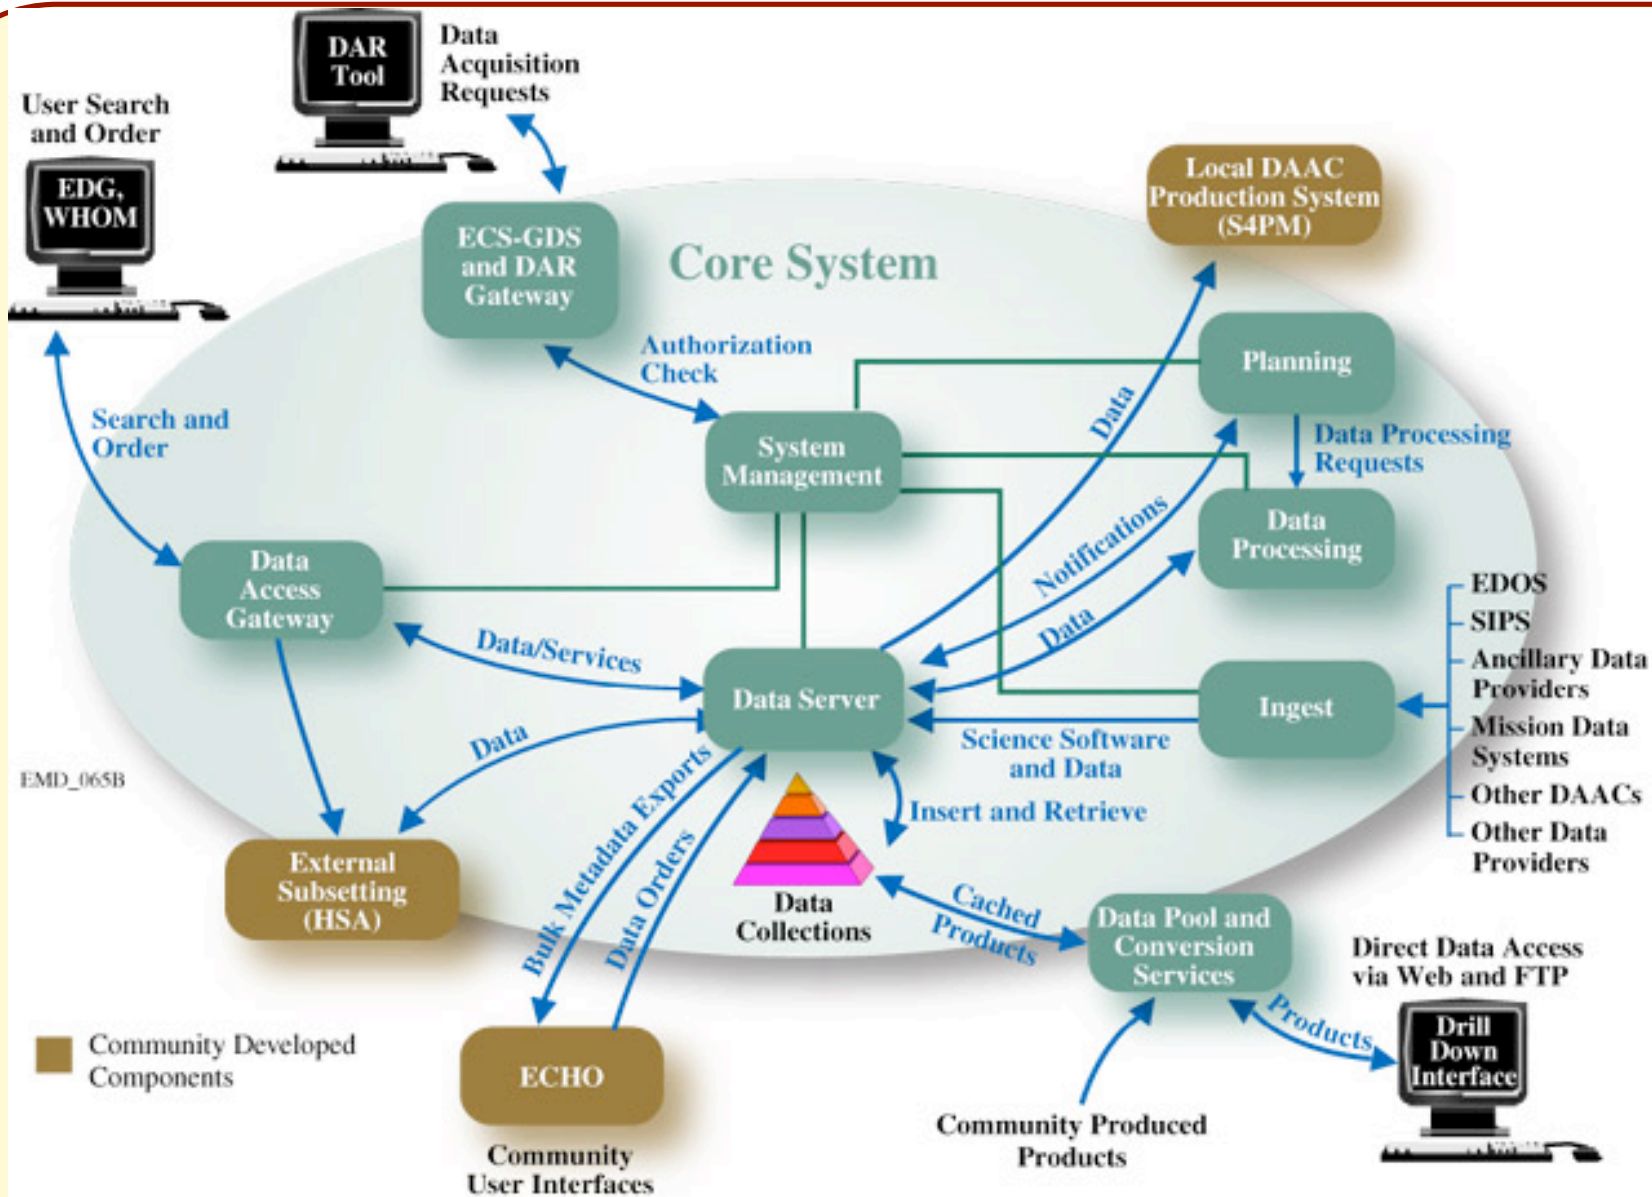 DAR
Tool
Data
Acquisition
Requests
User Search
and Order
EDG,
WHOM
Local DAAC
Production System
(S4PM)
ECS-GDS
and DAR
Gateway
Core System
Authorization
Check
Planning
Search and
Order
Data
Data Processing
Requests
System
Management
Notifications
Data
Processing
Data
Access
Gateway
Data/Services
Data
EDOS
SIPS
Ancillary Data
Providers
Mission Data
Systems
Other DAACs
Other Data
Providers
Data Server
Ingest
Science Software
and Data
Data
EMD_065B
Insert and Retrieve
Bulk Metadata Exports
Data Orders
External
Subsetting
(HSA)
Data
Collections
Cached
Products
Data Pool and
Conversion
Services
Direct Data Access
via Web and FTP
Products
Drill
Down
Interface
Community Developed
Components
ECHO
Community
User Interfaces
Community Produced
Products